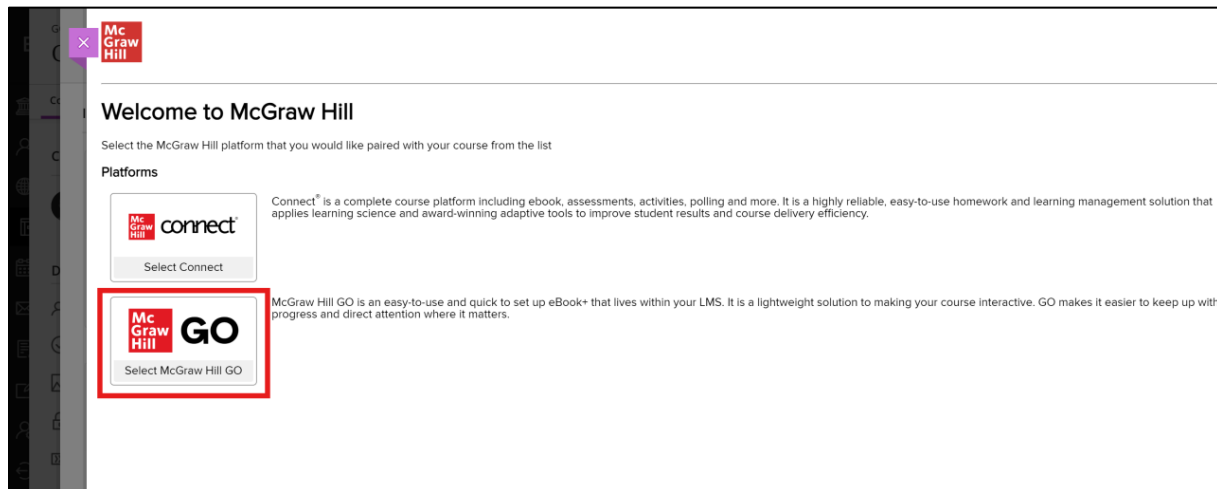 Mc
Graw
Hill
Welcome to McGraw Hill
Select the McGraw Hill platform that you would like paired with your course from the list
Platforms
Mc
Graw
Hill
connect®
Select Connect
Connect® is a complete course platform including ebook, assessments, activities, polling and more. It is a highly reliable, easy-to-use homework and learning management solution that
applies learning science and award-winning adaptive tools to improve student results and course delivery efficiency.
Mc
Graw
Hill
GO
Select McGraw Hill GO
McGraw Hill GO is an easy-to-use and quick to set up eBook+ that lives within your LMS. It is a lightweight solution to making your course interactive. GO makes it easier to keep up with
progress and direct attention where it matters.